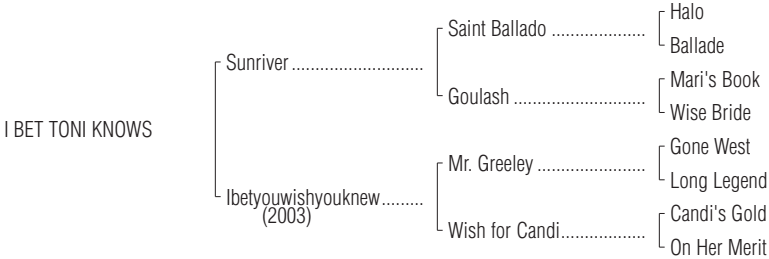 Halo
Saint Ballado ....................
Ballade
Sunriver ............................
Mari's Book
Goulash ............................
Wise Bride
I BET TONI KNOWS
Gone West
Mr. Greeley .......................
Long Legend
Ibetyouwishyouknew.........
(2003)
Candi's Gold
Wish for Candi..................
On Her Merit